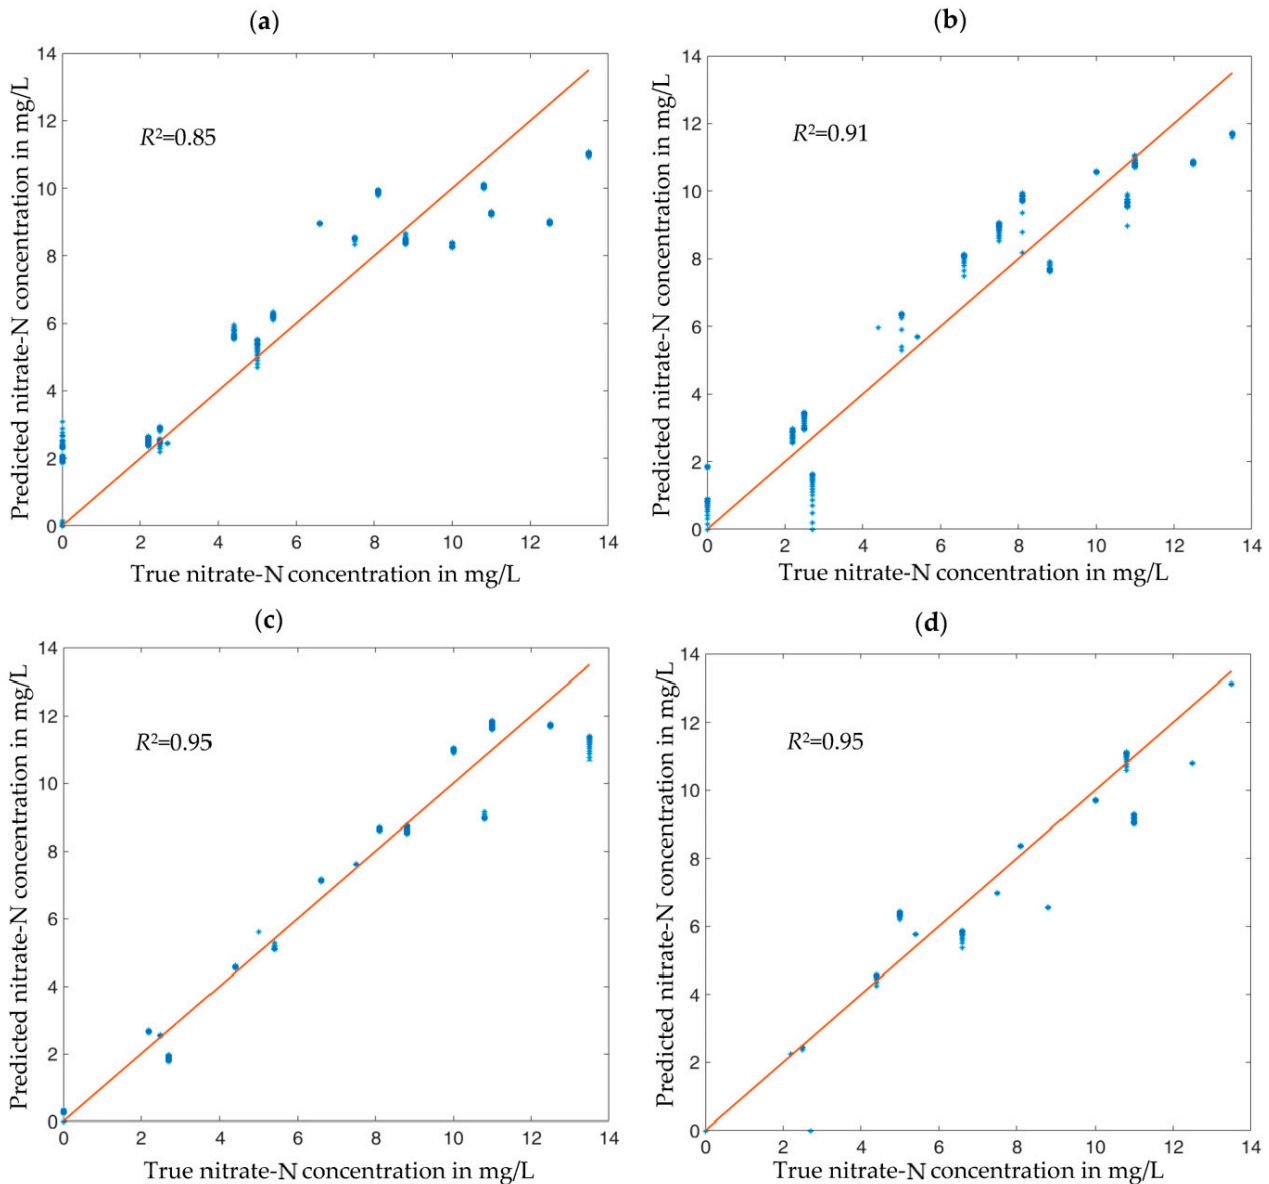 (a)
14
12
10
8
6
4
2
0
R²=0.85
Predicted nitrate-N concentration in mg/L
0 2 4 6 8 10 12 14
True nitrate-N concentration in mg/L
(b)
14
12
10
8
6
4
2
0
R²=0.91
Predicted nitrate-N concentration in mg/L
0 2 4 6 8 10 12 14
True nitrate-N concentration in mg/L
(c)
14
12
10
8
6
4
2
0
R²=0.95
Predicted nitrate-N concentration in mg/L
0 2 4 6 8 10 12 14
True nitrate-N concentration in mg/L
(d)
14
12
10
8
6
4
2
0
R²=0.95
Predicted nitrate-N concentration in mg/L
0 2 4 6 8 10 12 14
True nitrate-N concentration in mg/L